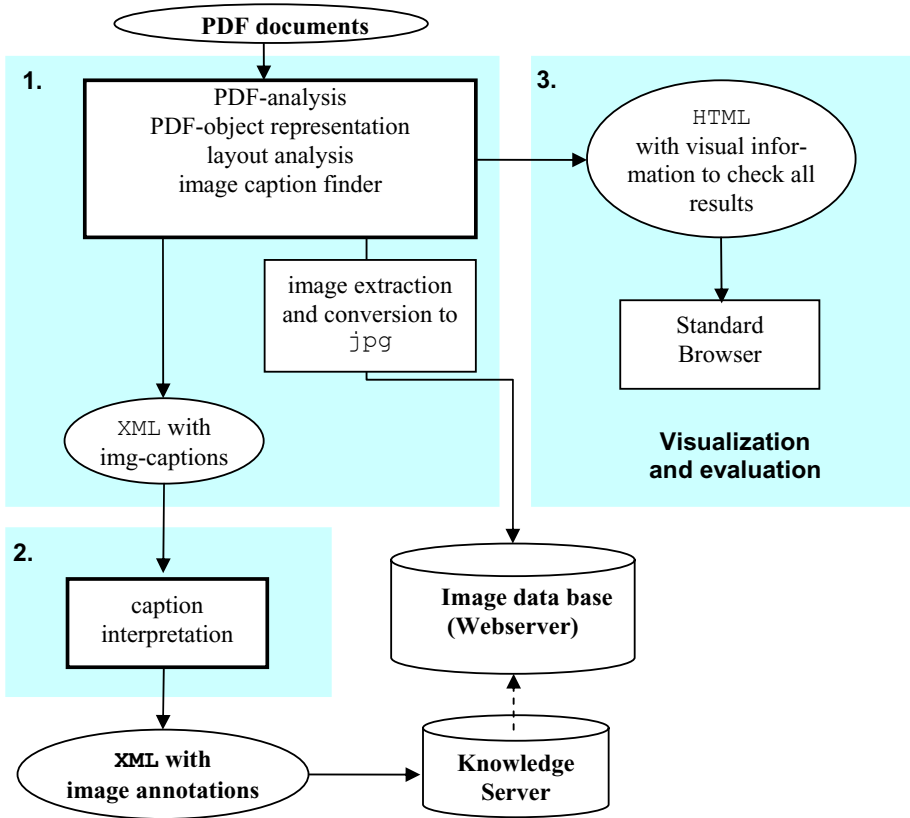 PDF documents
1.
PDF-analysis
PDF-object representation
layout analysis
image caption finder
image extraction
and conversion to
jpg
XML with
img-captions
3.
HTML
with visual infor-
mation to check all
results
Standard
Browser
Visualization
and evaluation
2.
caption
interpretation
Image data base
(Webserver)
XML with
image annotations
Knowledge
Server